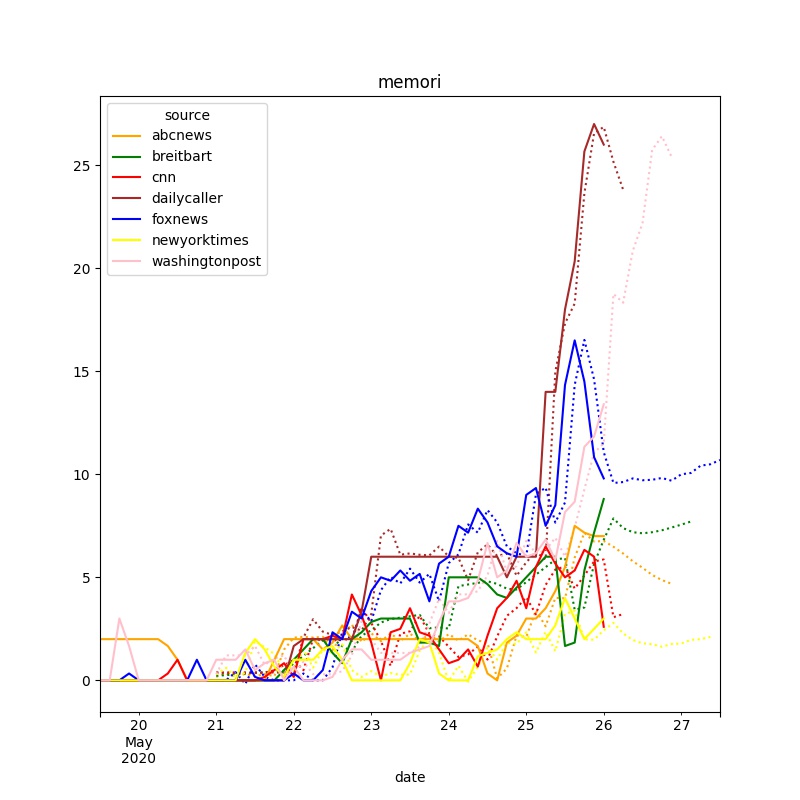 memori
source
abcnews
breitbart
cnn
dailycaller
foxnews
newyorktimes
washingtonpost
25
20
15
10
5
0
20
21
22
23
24
25
26
27
May
2020
date